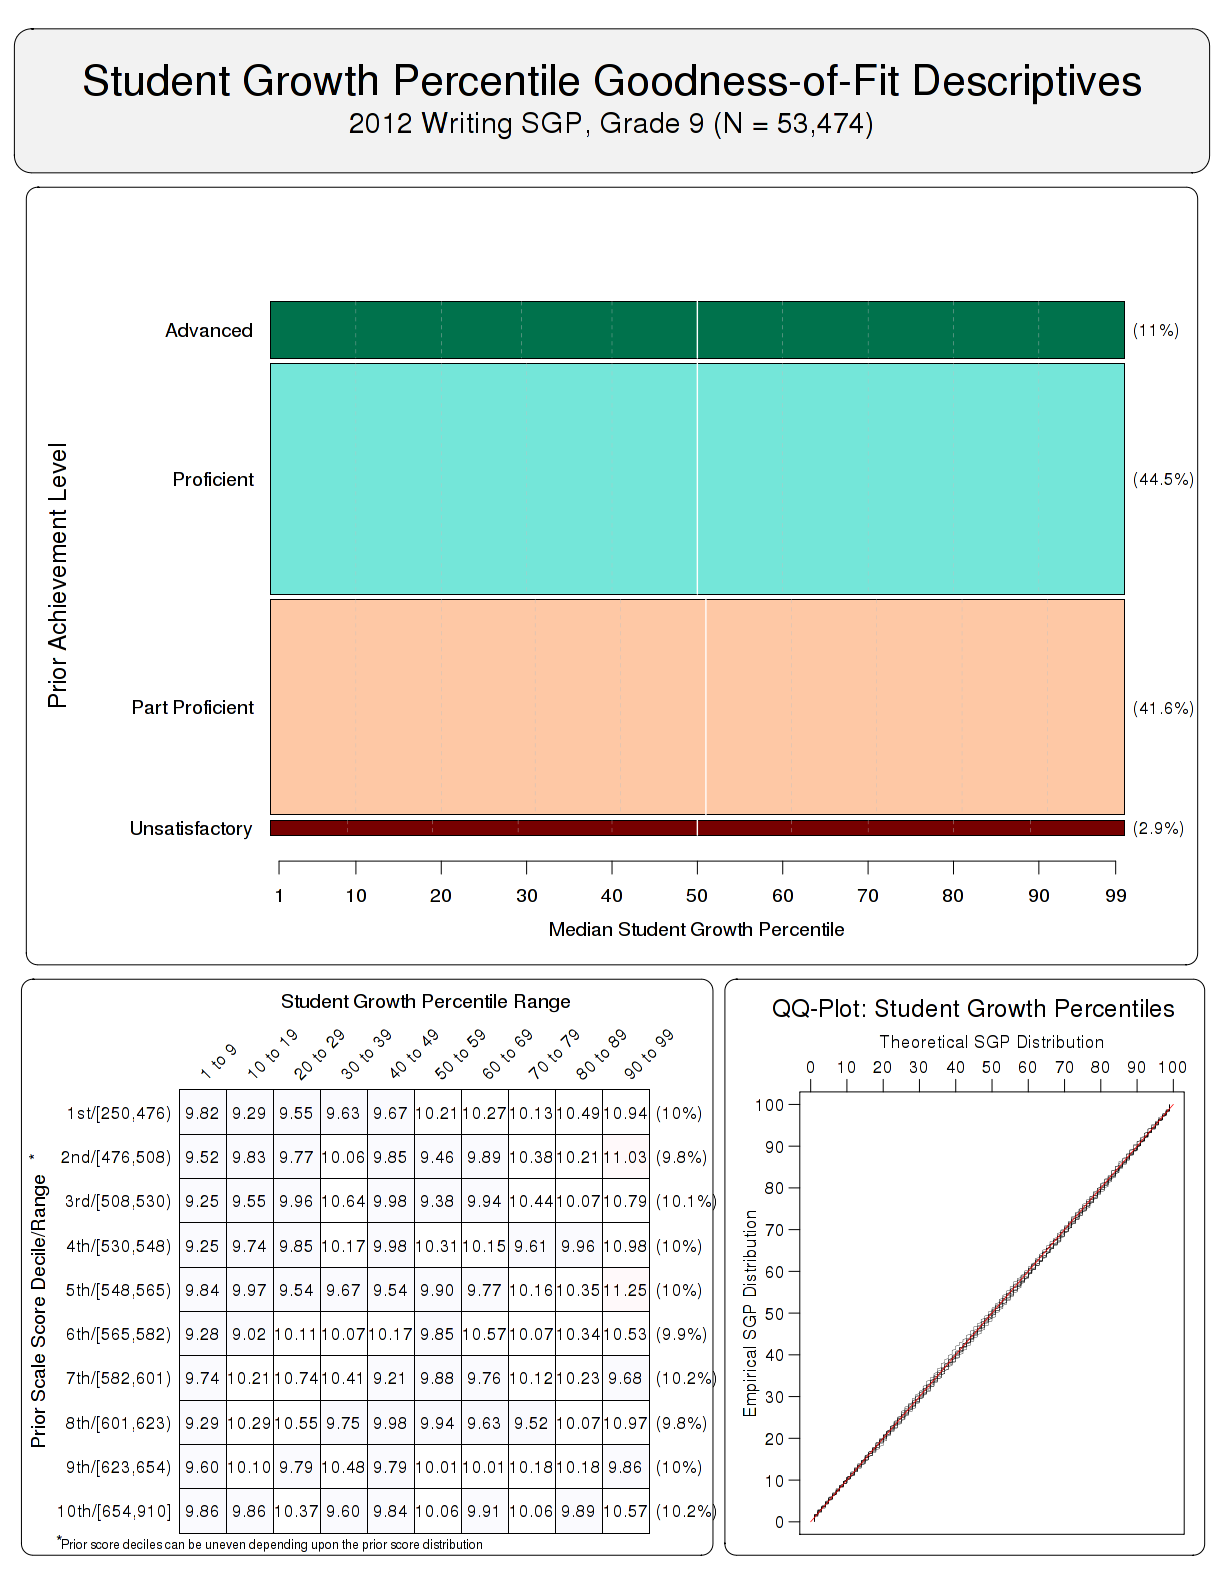 Student Growth Percentile Goodness-of-Fit Descriptives
2012 Writing SGP, Grade 9 (N = 53,474)
Prior Achievement Level
Advanced (11%)
Proficient (44.5%)
Part Proficient (41.6%)
Unsatisfactory (2.9%)
1 10 20 30 40 50 60 70 80 90 99
Median Student Growth Percentile
Student Growth Percentile Range
1 to 9 10 to 19 20 to 29 30 to 39 40 to 49 50 to 59 60 to 69 70 to 79 80 to 89 90 to 99
Prior Scale Score Decile/Range *
1st/[250,476) 9.82 9.29 9.55 9.63 9.67 10.21 10.27 10.13 10.49 10.94 (10%)
2nd/[476,508) 9.52 9.83 9.77 10.06 9.85 9.46 9.89 10.38 10.21 11.03 (9.8%)
3rd/[508,530) 9.25 9.55 9.96 10.64 9.98 9.38 9.94 10.44 10.07 10.79 (10.1%)
4th/[530,548) 9.25 9.74 9.85 10.17 9.98 10.31 10.15 9.61 9.96 10.98 (10%)
5th/[548,565) 9.84 9.97 9.54 9.67 9.54 9.90 9.77 10.16 10.35 11.25 (10%)
6th/[565,582) 9.28 9.02 10.11 10.07 10.17 9.85 10.57 10.07 10.34 10.53 (9.9%)
7th/[582,601) 9.74 10.21 10.74 10.41 9.21 9.88 9.76 10.12 10.23 9.68 (10.2%)
8th/[601,623) 9.29 10.29 10.55 9.75 9.98 9.94 9.63 9.52 10.07 10.97 (9.8%)
9th/[623,654) 9.60 10.10 9.79 10.48 9.79 10.01 10.01 10.18 10.18 9.86 (10%)
10th/[654,910] 9.86 9.86 10.37 9.60 9.84 10.06 9.91 10.06 9.89 10.57 (10.2%)
*Prior score deciles can be uneven depending upon the prior score distribution
QQ-Plot: Student Growth Percentiles
Theoretical SGP Distribution
0 10 20 30 40 50 60 70 80 90 100
Empirical SGP Distribution
100
90
80
70
60
50
40
30
20
10
0